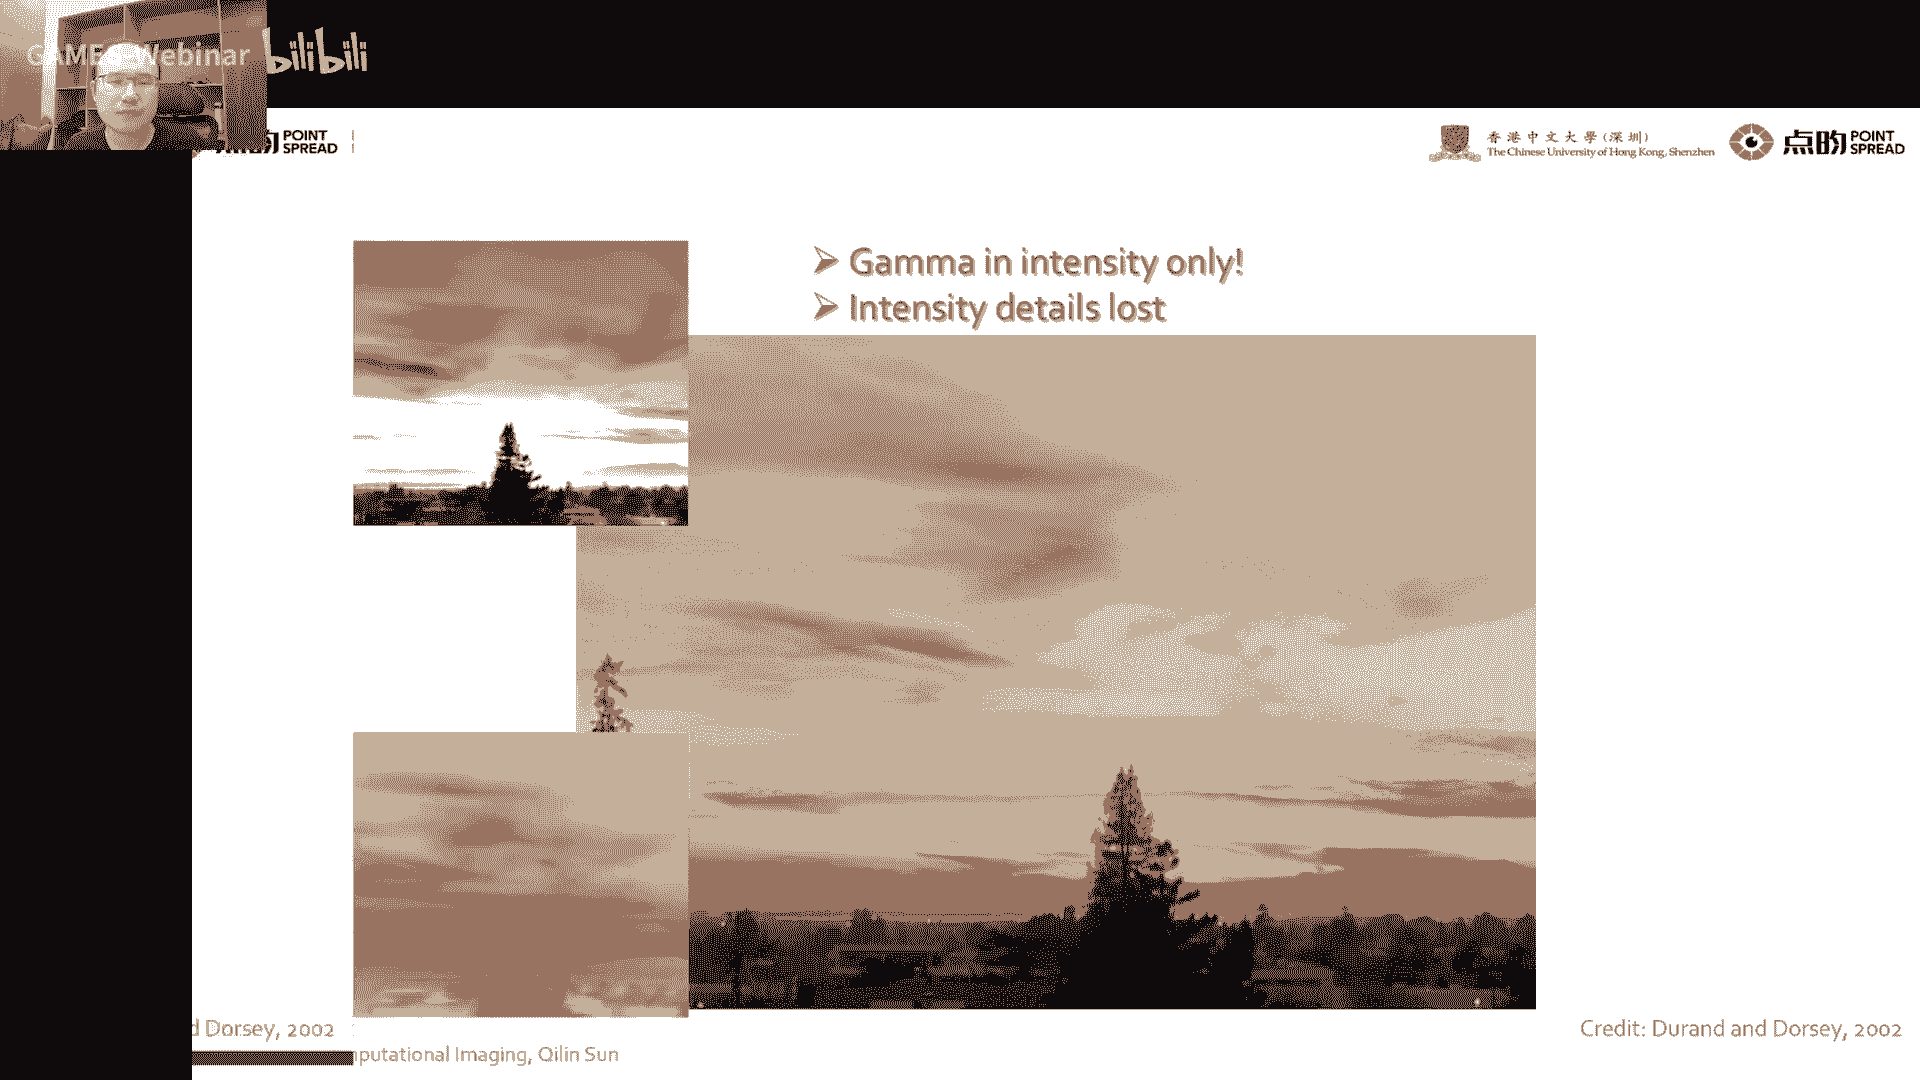 GAMES Webinar
bilibili
POINT
SPREAD
香港中文大學(深圳)
The Chinese University of Hong Kong, Shenzhen
点昀
POINT
SPREAD
➢ Gamma in intensity only!
➢ Intensity details lost
d Dorsey, 2002
Credit: Durand and Dorsey, 2002
putational Imaging, Qilin Sun